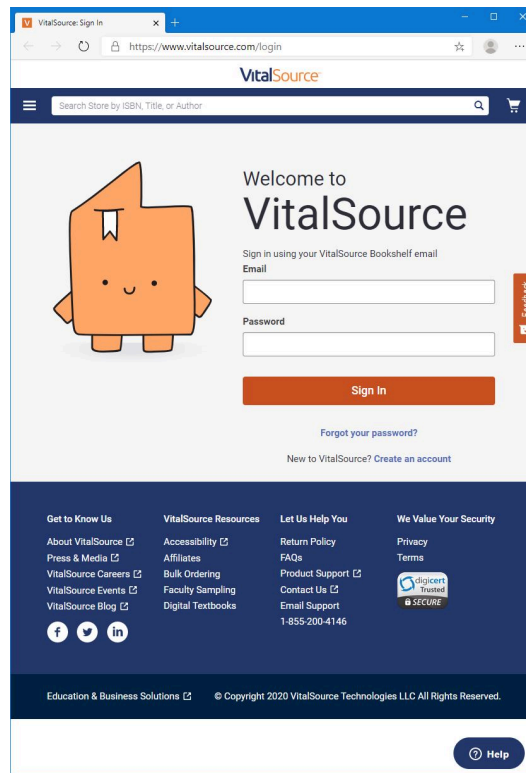 VitalSource: Sign In
https://www.vitalsource.com/login
VitalSource
Search Store by ISBN, Title, or Author
Welcome to
VitalSource
Sign in using your VitalSource Bookshelf email
Email
Feedback
Password
Sign In
Forgot your password?
New to VitalSource? Create an account
Get to Know Us
About VitalSource
Press & Media
VitalSource Careers
VitalSource Events
VitalSource Blog
VitalSource Resources
Accessibility
Affiliates
Bulk Ordering
Faculty Sampling
Digital Textbooks
Let Us Help You
Return Policy
FAQs
Product Support
Contact Us
Email Support
1-855-200-4146
We Value Your Security
Privacy
Terms
digicert
Trusted
SECURE
Education & Business Solutions
© Copyright 2020 VitalSource Technologies LLC All Rights Reserved.
Help